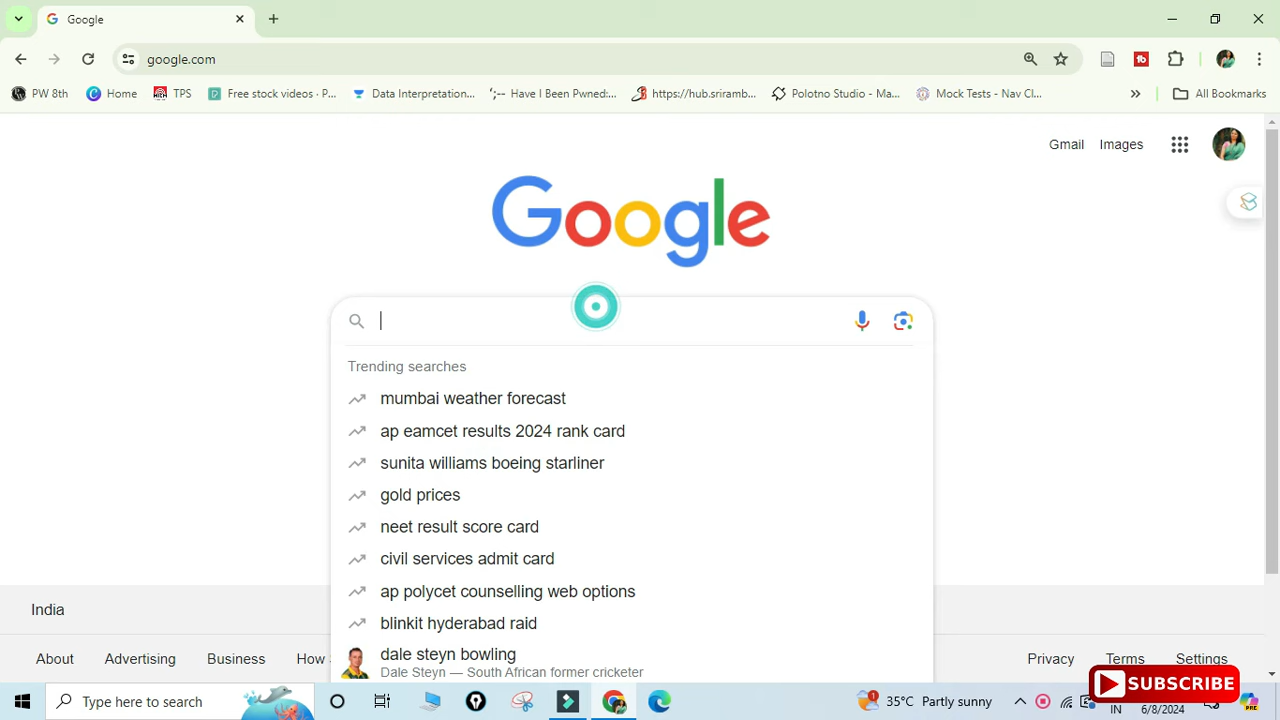 Google
google.com
PW 8th
Home
TPS
Free stock videos · P...
Data Interpretation...
Have I Been Pwned:...
https://hub.sriramb...
Polotno Studio - Ma...
Mock Tests - Nav Cl...
»
All Bookmarks
Gmail
Images
Google
Trending searches
mumbai weather forecast
ap eamcet results 2024 rank card
sunita williams boeing starliner
gold prices
neet result score card
civil services admit card
ap polycet counselling web options
blinkit hyderabad raid
dale steyn bowling
Dale Steyn — South African former cricketer
India
About
Advertising
Business
How
Privacy
Terms
Settings
SUBSCRIBE
Type here to search
35°C Partly sunny
IN
6/8/2024